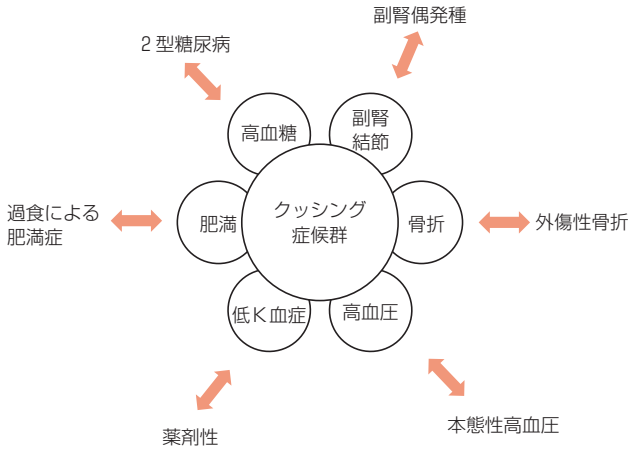 副腎偶発種
2 型糖尿病
高血糖
副腎
結節
過食による
肥満症
肥満
クッシング
症候群
骨折
外傷性骨折
低K血症
高血圧
薬剤性
本態性高血圧